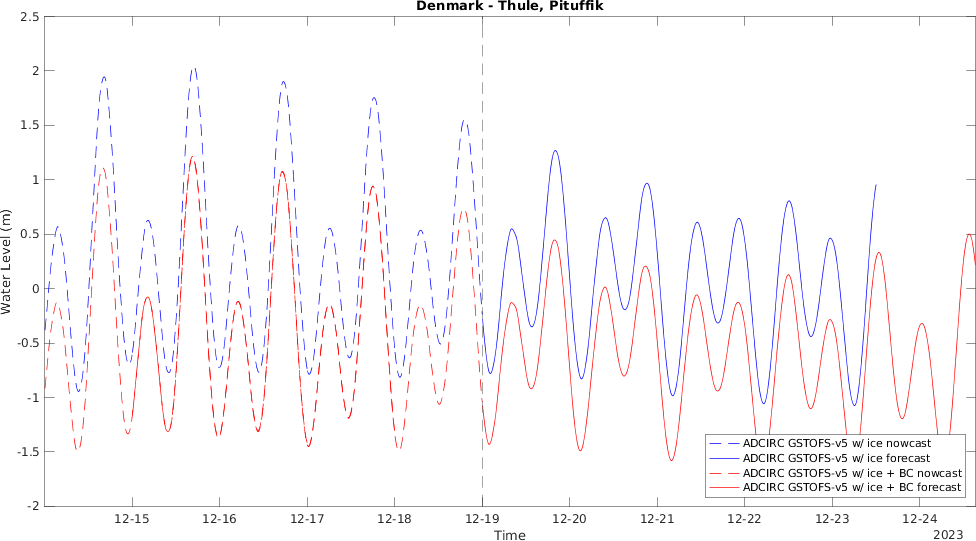 Denmark - Thule, Pituffik
Water Level (m)
2.5
2
1.5
1
0.5
0
-0.5
-1
-1.5
-2
ADCIRC GSTOFS-v5 w/ ice nowcast
ADCIRC GSTOFS-v5 w/ ice forecast
ADCIRC GSTOFS-v5 w/ ice + BC nowcast
ADCIRC GSTOFS-v5 w/ ice + BC forecast
12-15 12-16 12-17 12-18 12-19 12-20 12-21 12-22 12-23 12-24
Time
2023